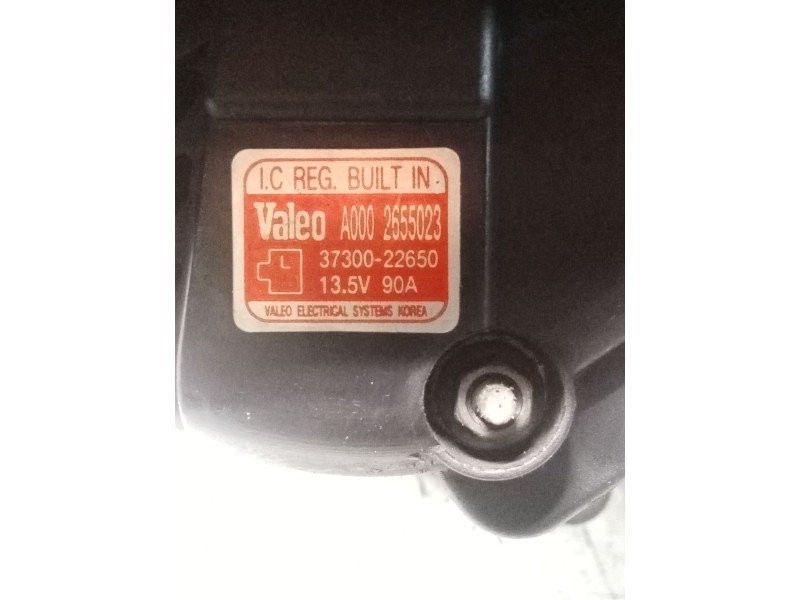 I.C REG. BUILT IN
Valeo A000 2655023
L 37300-22650
13.5V 90A
VALEO ELECTRICAL SYSTEMS KOREA